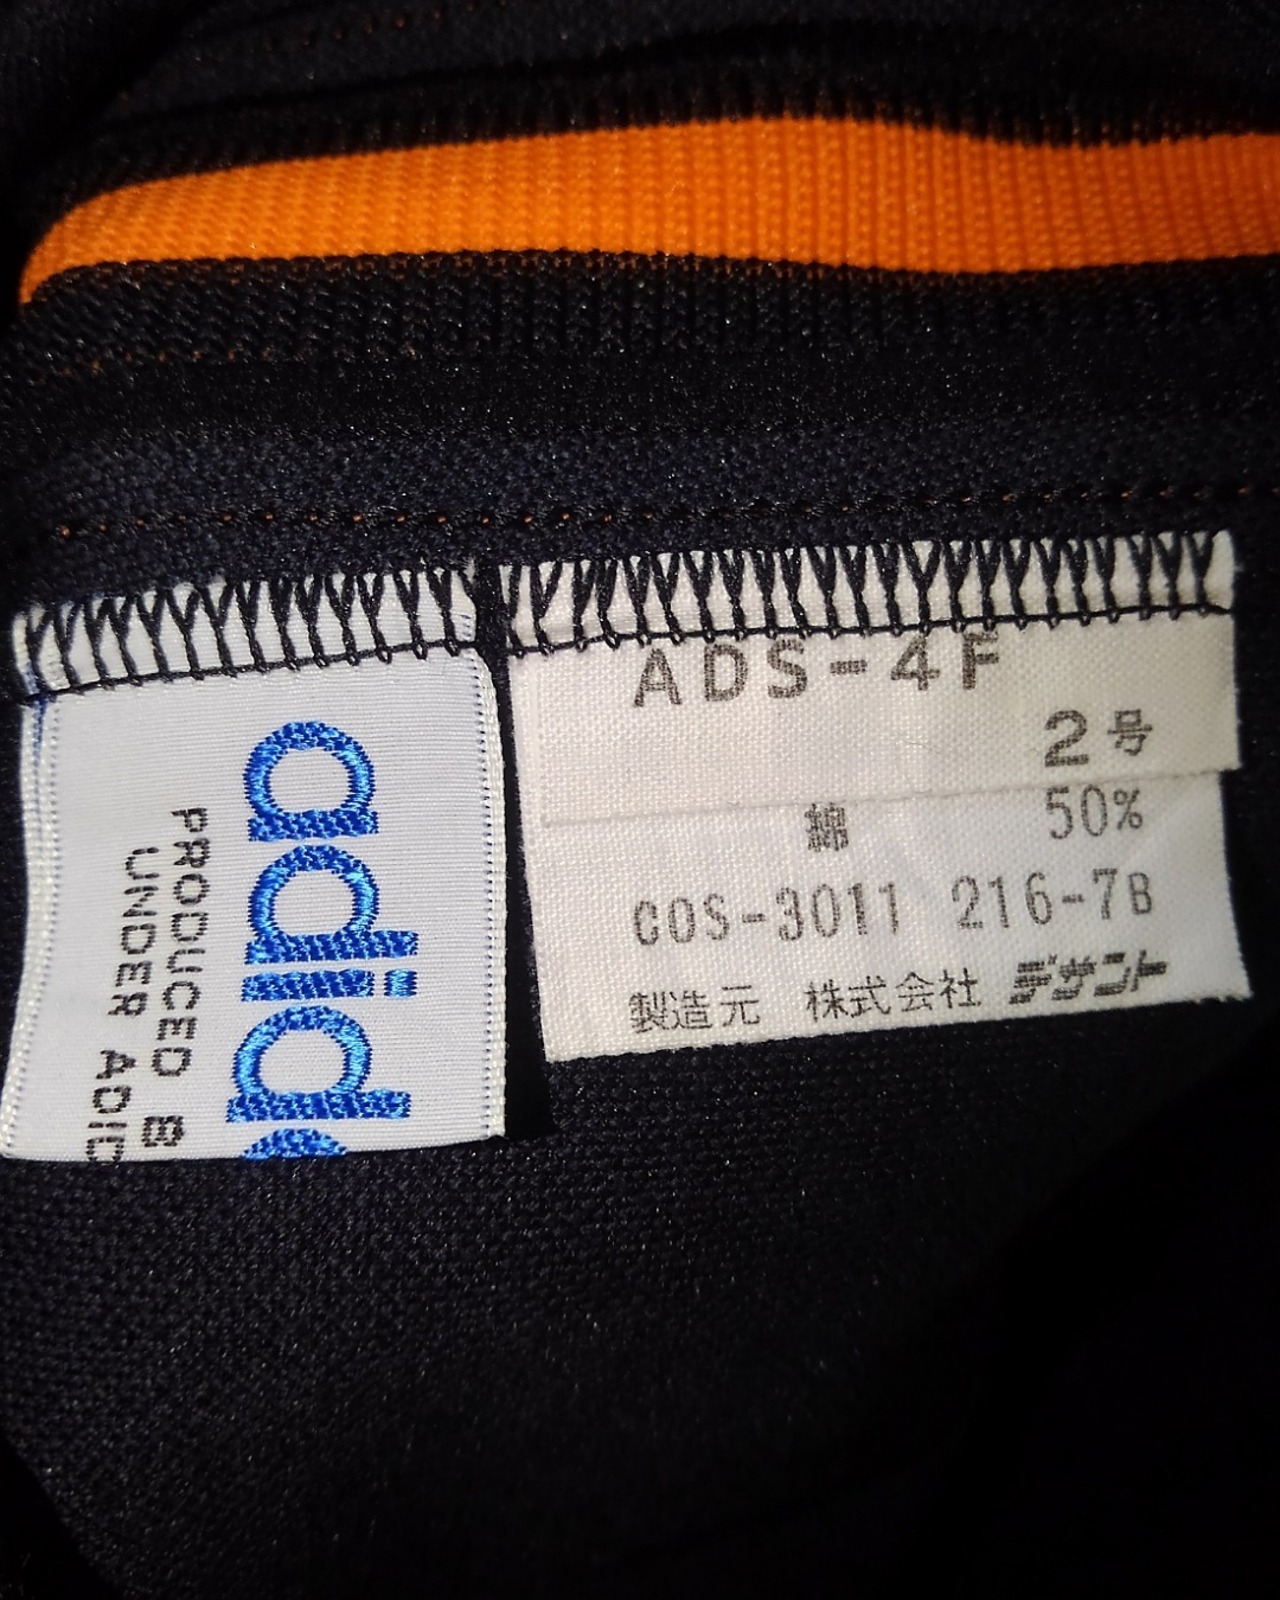 adid
PRODUCED B
UNDER ADID
ADS-4F
2号
綿 50%
COS-3011 216-7B
製造元 株式会社 デサント